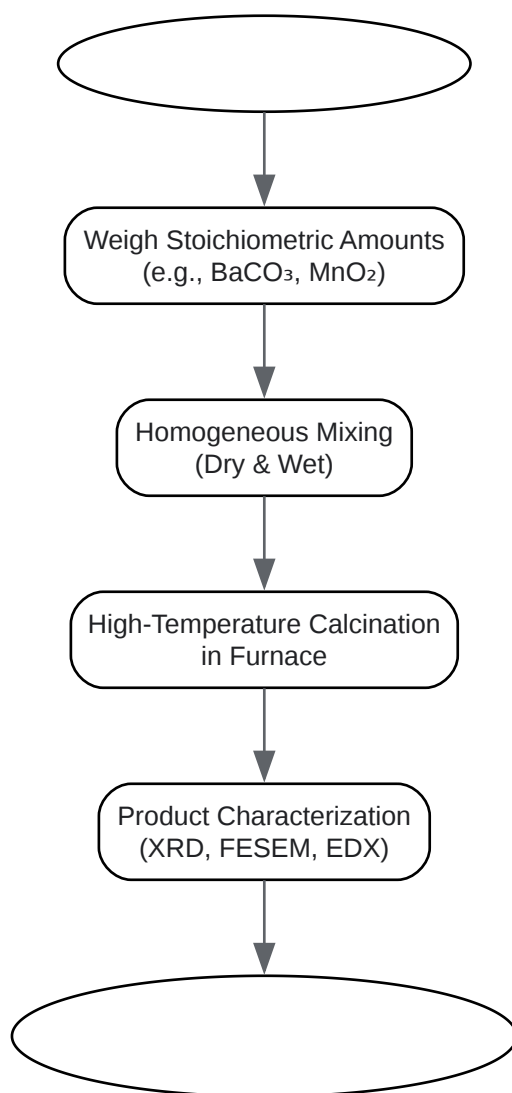 Weigh Stoichiometric Amounts
(e.g., BaCO₃, MnO₂)
Homogeneous Mixing
(Dry & Wet)
High-Temperature Calcination
in Furnace
Product Characterization
(XRD, FESEM, EDX)